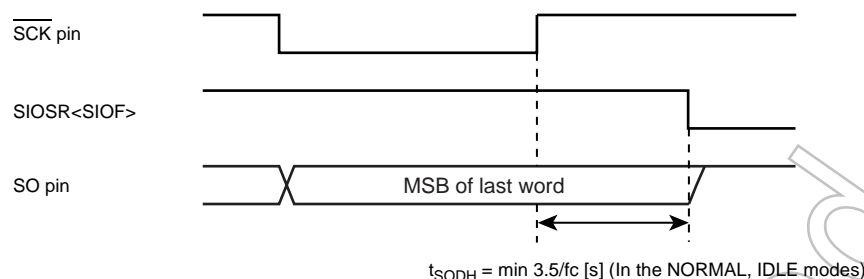 SCK pin
SIOSR<SIOF>
SO pin
MSB of last word
tSODH = min 3.5/fc [s] (In the NORMAL, IDLE modes)